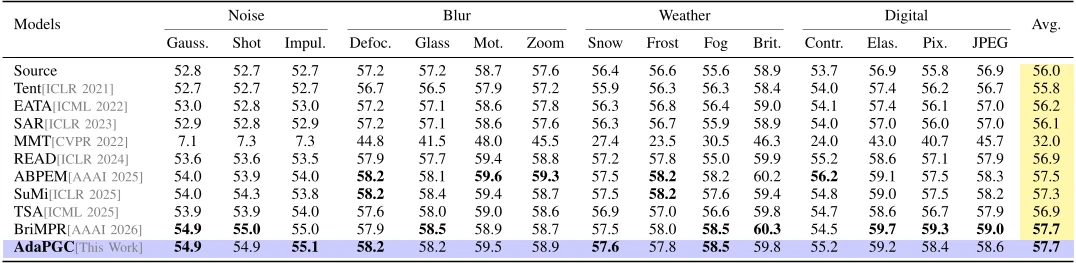 Models Noise Blur Weather Digital Avg.
Gauss. Shot Impul. Defoc. Glass Mot. Zoom Snow Frost Fog Brit. Contr. Elas. Pix. JPEG
Source 52.8 52.7 52.7 57.2 57.2 58.7 57.6 56.4 56.6 55.6 58.9 53.7 56.9 55.8 56.9 56.0
Tent[ICLR 2021] 52.7 52.7 52.7 56.7 56.5 57.9 57.2 55.9 56.3 56.3 58.4 54.0 57.4 56.2 56.7 55.8
EATA[ICML 2022] 53.0 52.8 53.0 57.2 57.1 58.6 57.8 56.3 56.8 56.4 59.0 54.1 57.4 56.1 57.0 56.2
SAR[ICLR 2023] 52.9 52.8 52.9 57.2 57.1 58.6 57.6 56.3 56.7 55.9 58.9 54.0 57.0 56.0 57.0 56.1
MMT[CVPR 2022] 7.1 7.3 7.3 44.8 41.5 48.0 45.5 27.4 23.5 30.5 46.3 24.0 43.0 40.7 45.7 32.0
READ[ICLR 2024] 53.6 53.6 53.5 57.9 57.7 59.4 58.8 57.2 57.8 55.0 59.9 55.2 58.6 57.1 57.9 56.9
ABPEM[AAAI 2025] 54.0 53.9 54.0 58.2 58.1 59.6 59.3 57.5 58.2 58.2 60.2 56.2 59.1 57.5 58.3 57.5
SuMi[ICLR 2025] 54.0 54.3 53.8 58.2 58.4 59.4 58.7 57.5 58.2 57.6 59.4 54.8 59.0 57.5 58.2 57.3
TSA[ICML 2025] 53.9 53.9 54.0 57.6 58.0 59.0 58.6 56.9 57.0 56.6 59.8 54.7 58.6 56.7 57.9 56.9
BriMPR[AAAI 2026] 54.9 55.0 55.0 57.9 58.5 58.9 58.7 57.5 58.0 58.5 60.3 54.5 59.7 59.3 59.0 57.7
AdaPGC[This Work] 54.9 54.9 55.1 58.2 58.2 59.5 58.9 57.6 57.8 58.5 59.8 55.2 59.2 58.4 58.6 57.7